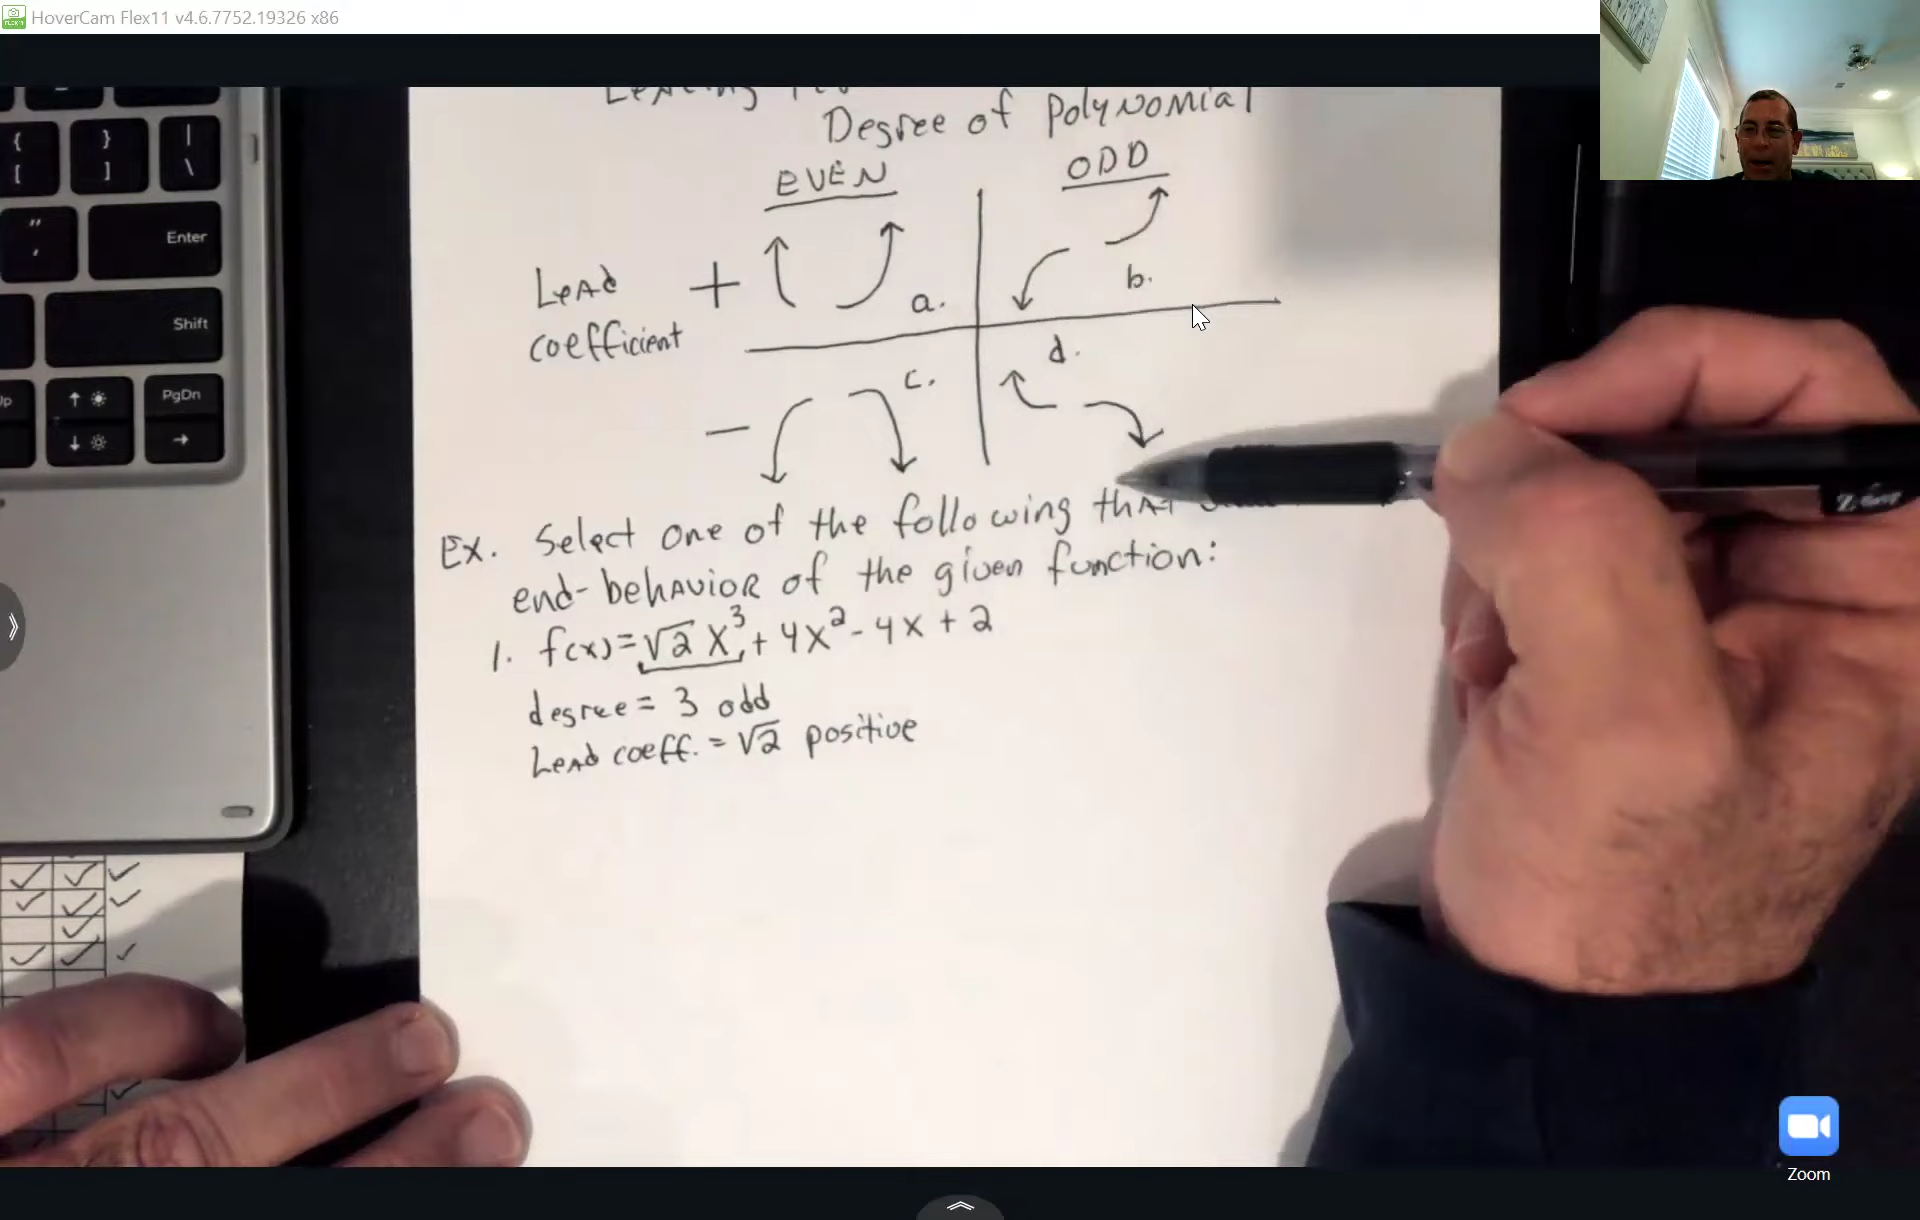 HoverCam Flex11 v4.6.7752.19326 x86
Degree of Polynomial
EVEN ODD
Lead coefficient + a. b.
- c. d.
Ex. Select one of the following that
end-behavior of the given function:
1. f(x)=√2 x³ + 4x² - 4x + 2
degree = 3 odd
Lead coeff. = √2 positive
{ [ } ] | \
" ' Enter
Shift
↑ ↓ PgDn →
Zoom